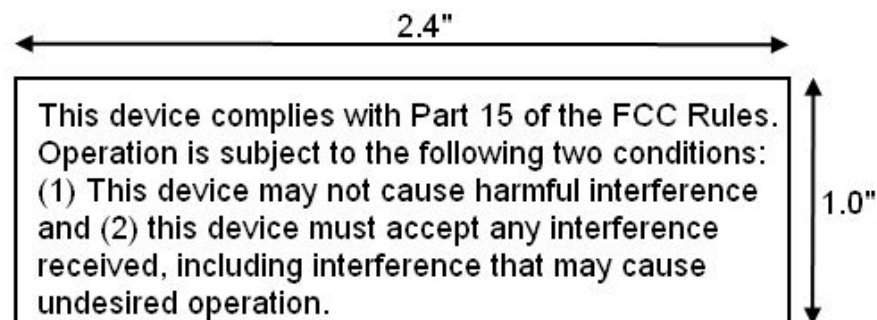 2.4"
This device complies with Part 15 of the FCC Rules.
Operation is subject to the following two conditions:
(1) This device may not cause harmful interference
and (2) this device must accept any interference
received, including interference that may cause
undesired operation.
1.0"